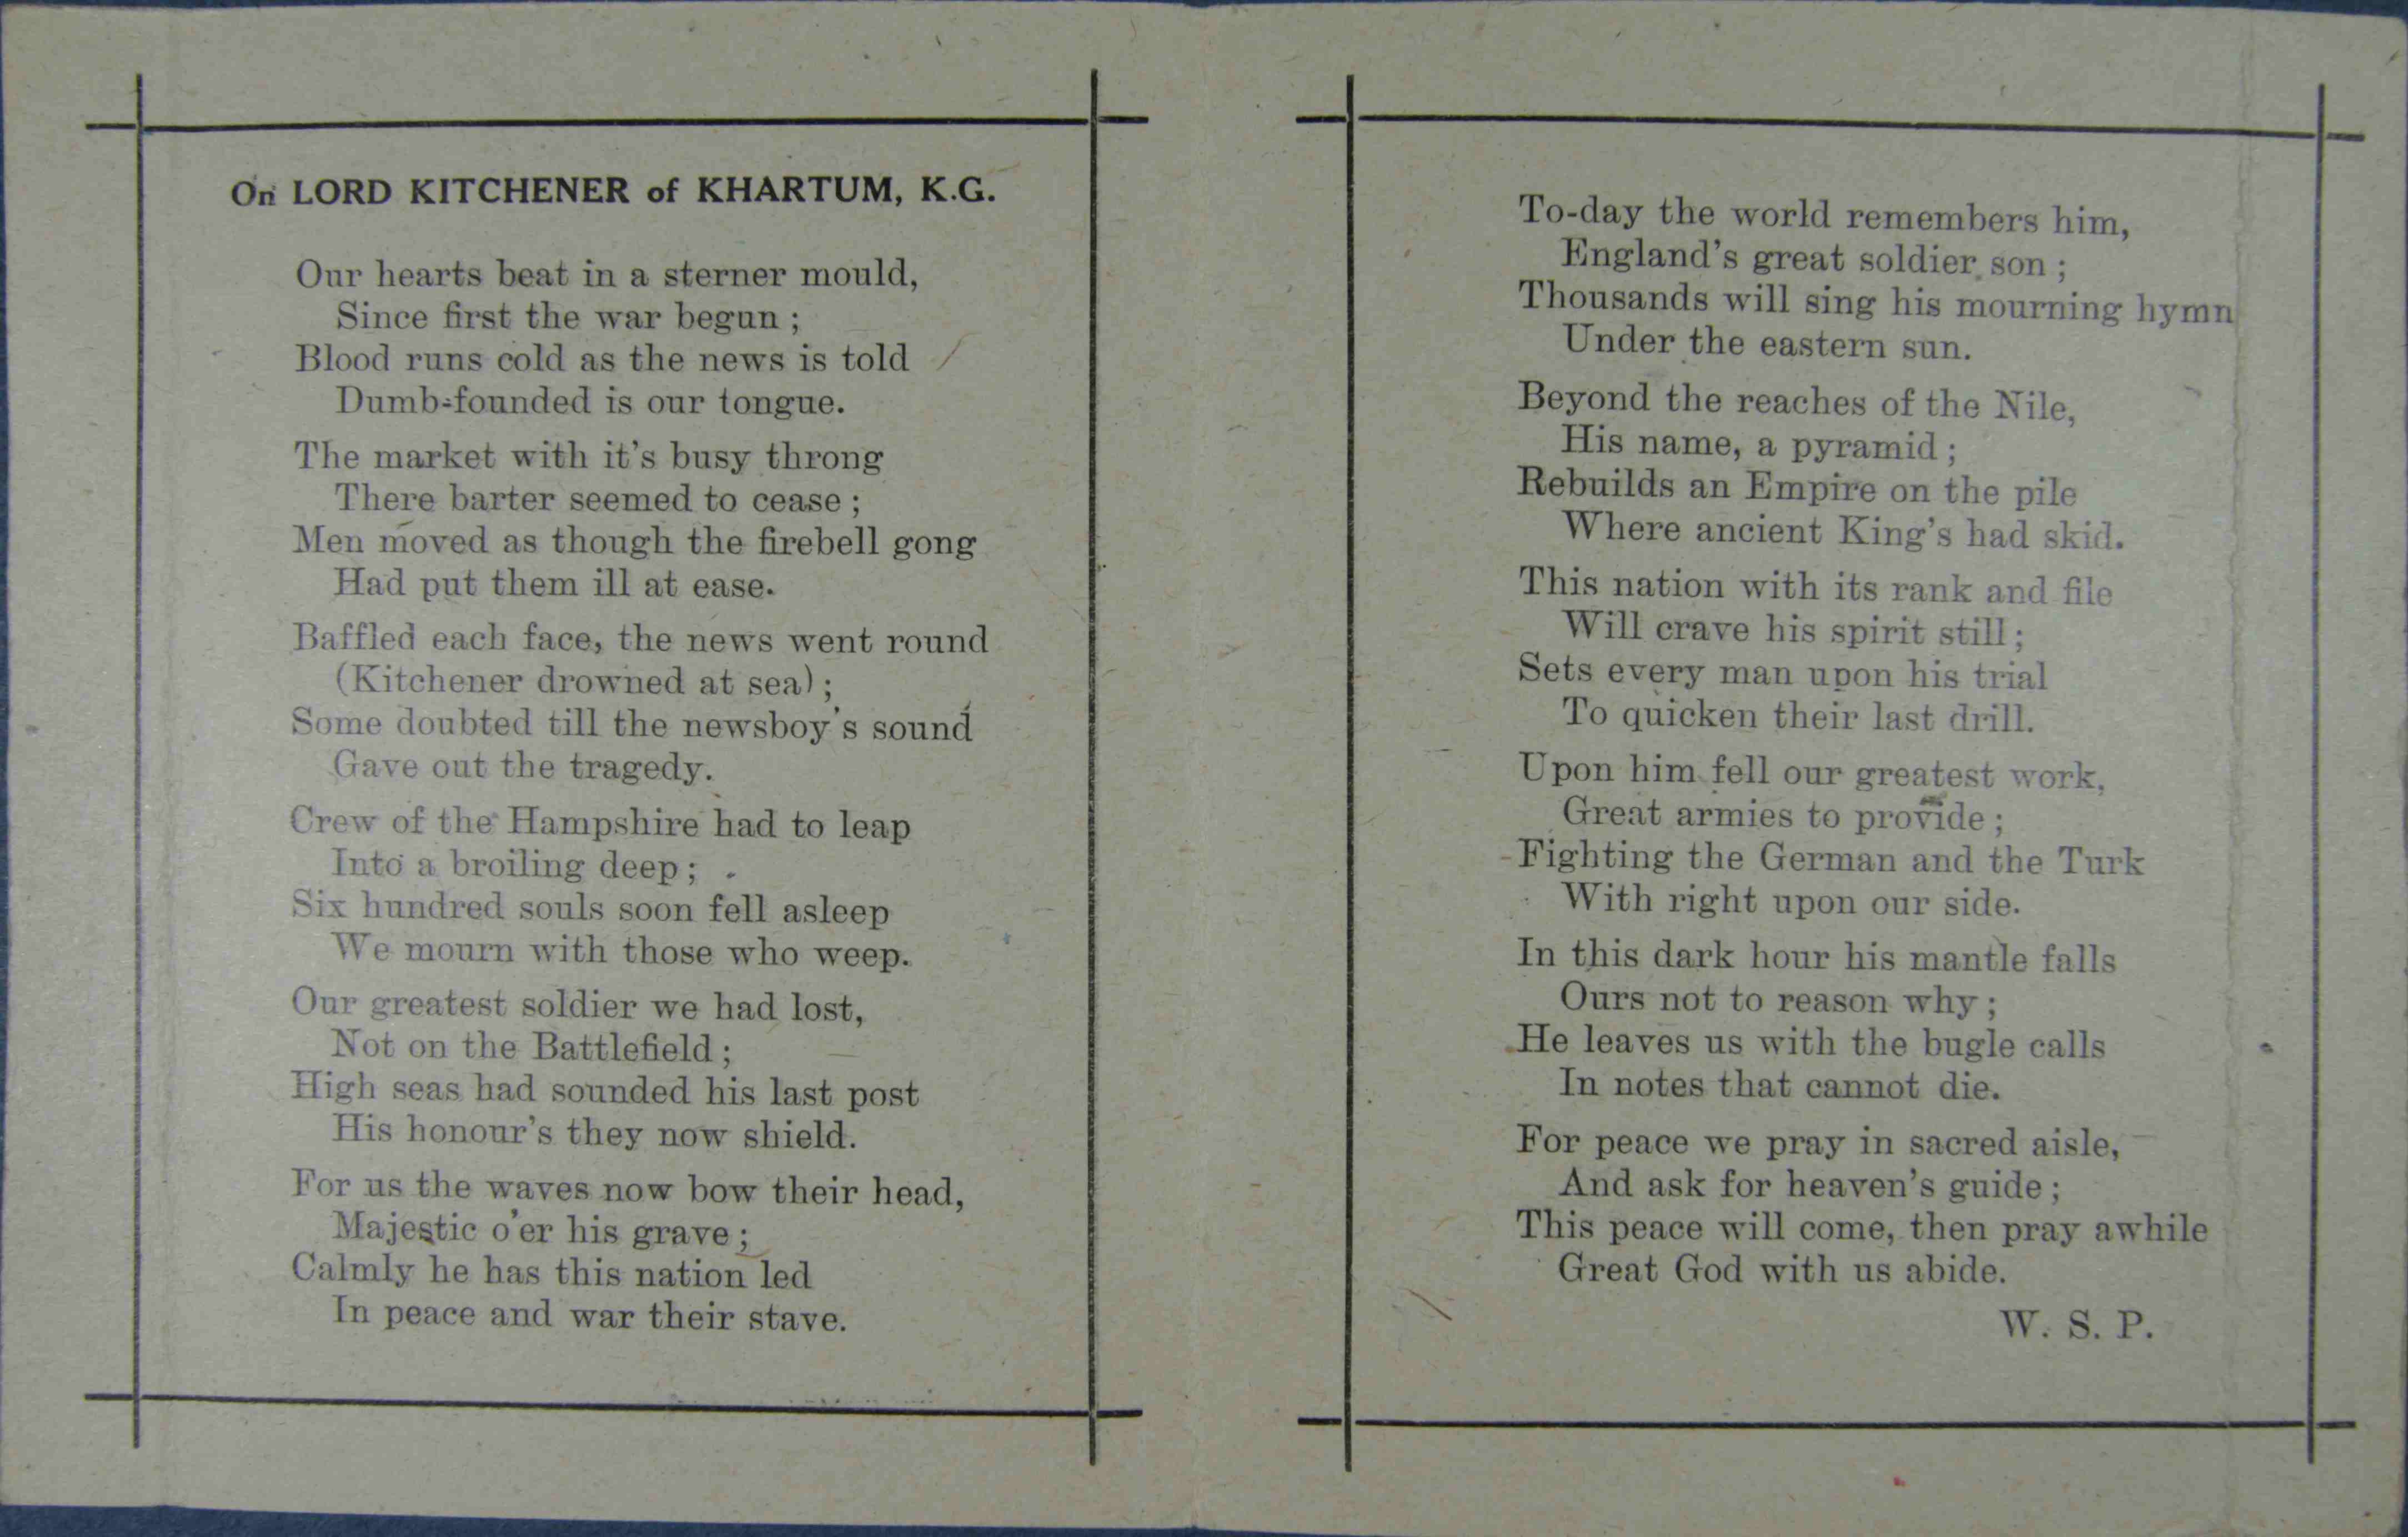 On LORD KITCHENER of KHARTUM, K.G.
Our hearts beat in a sterner mould,
Since first the war begun ;
Blood runs cold as the news is told
Dumb-founded is our tongue.
The market with it's busy throng
There barter seemed to cease ;
Men moved as though the firebell gong
Had put them ill at ease.
Baffled each face, the news went round
(Kitchener drowned at sea) ;
Some doubted till the newsboy's sound
Gave out the tragedy.
Crew of the Hampshire had to leap
Into a broiling deep ;
Six hundred souls soon fell asleep
We mourn with those who weep.
Our greatest soldier we had lost,
Not on the Battlefield ;
High seas had sounded his last post
His honour's they now shield.
For us the waves now bow their head,
Majestic o'er his grave ;
Calmly he has this nation led
In peace and war their stave.
To-day the world remembers him,
England's great soldier son ;
Thousands will sing his mourning hymn
Under the eastern sun.
Beyond the reaches of the Nile,
His name, a pyramid ;
Rebuilds an Empire on the pile
Where ancient King's had skid.
This nation with its rank and file
Will crave his spirit still ;
Sets every man upon his trial
To quicken their last drill.
Upon him fell our greatest work,
Great armies to provide ;
Fighting the German and the Turk
With right upon our side.
In this dark hour his mantle falls
Ours not to reason why ;
He leaves us with the bugle calls
In notes that cannot die.
For peace we pray in sacred aisle,
And ask for heaven's guide ;
This peace will come, then pray awhile
Great God with us abide.
W. S. P.